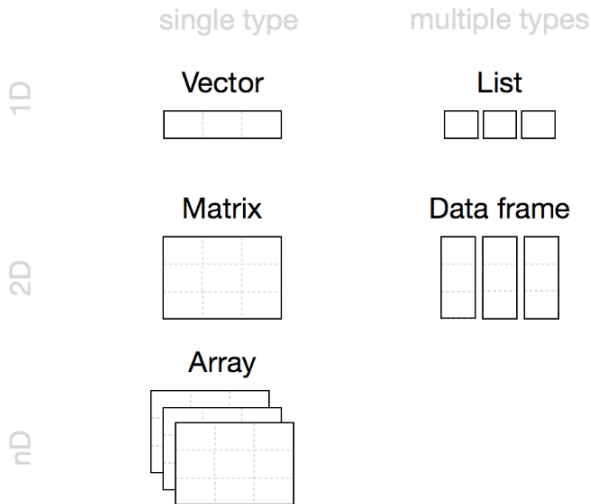 single type
multiple types
1D
Vector
List
2D
Matrix
Data frame
nD
Array